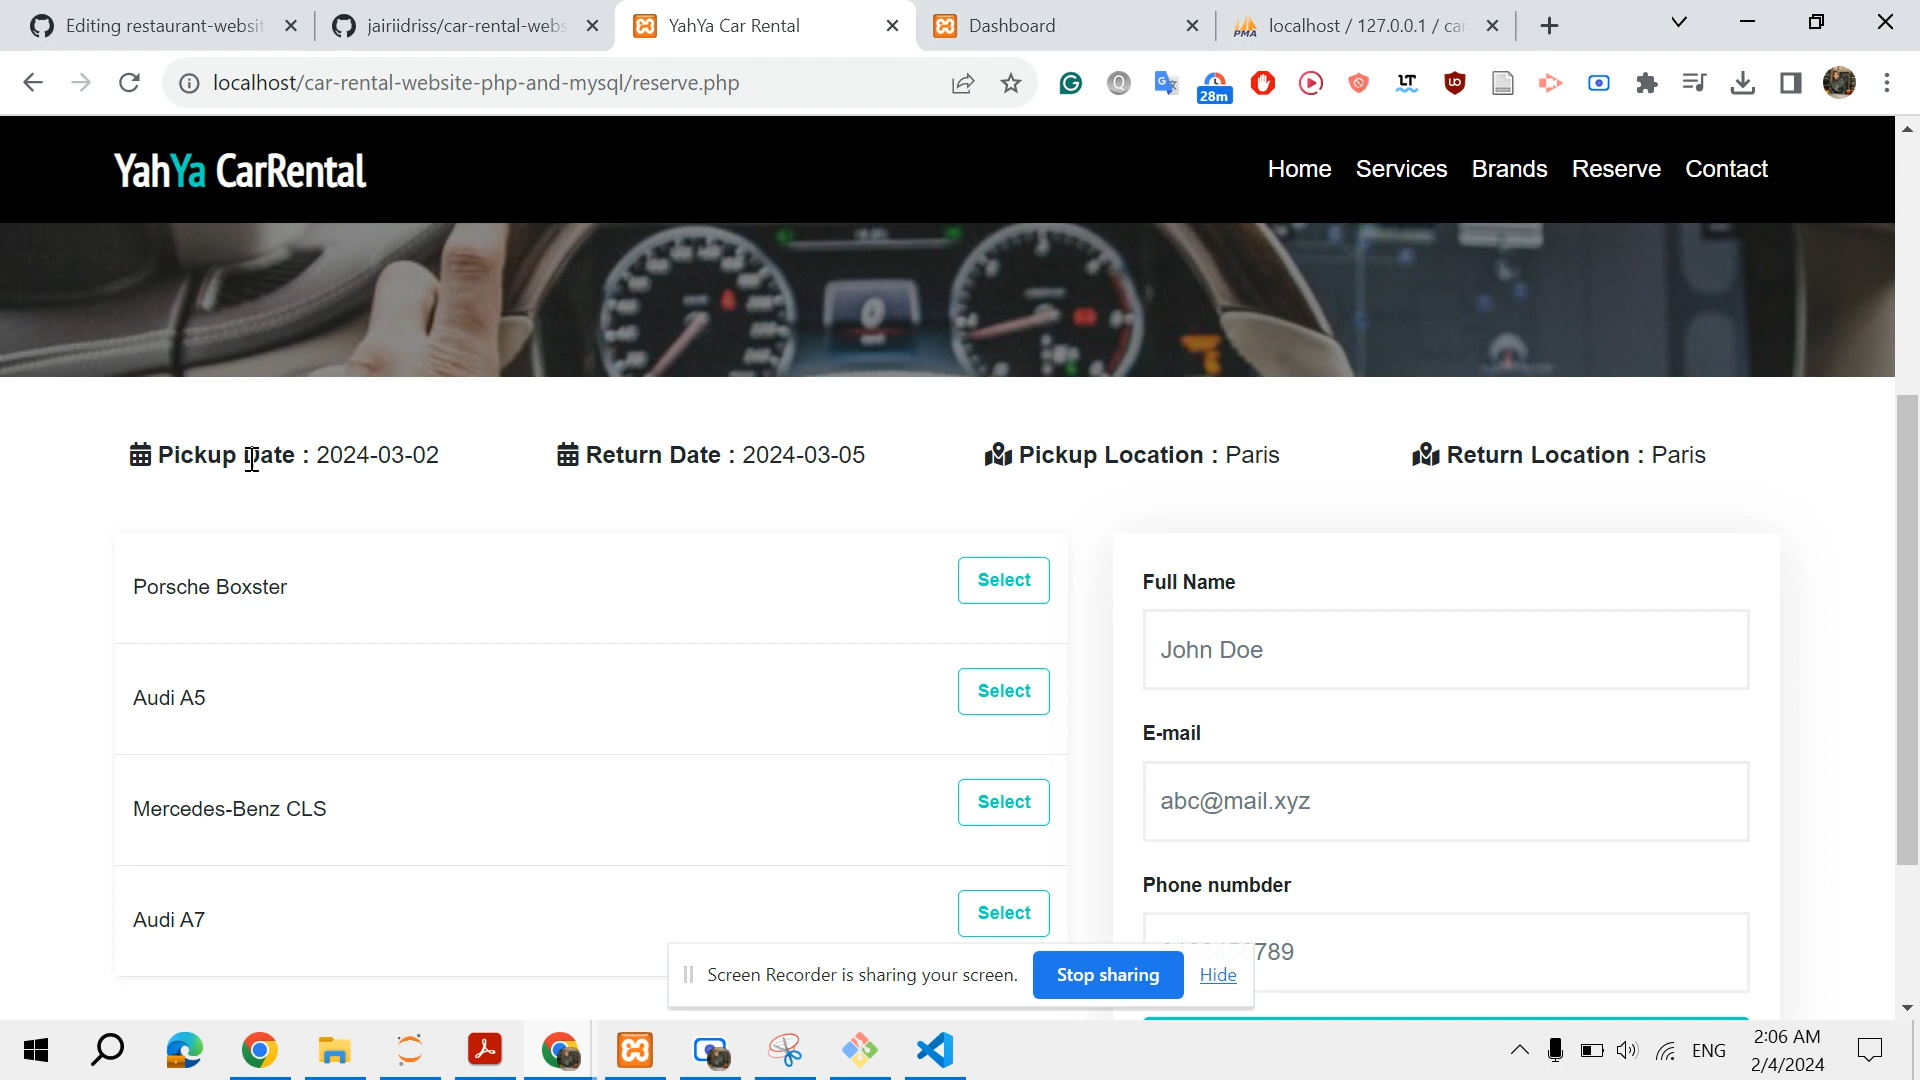 Editing restaurant-websit
jairiidriss/car-rental-webs
YahYa Car Rental
Dashboard
localhost / 127.0.0.1 / car
localhost/car-rental-website-php-and-mysql/reserve.php
28m
YahYa CarRental
Home Services Brands Reserve Contact
Pickup Date : 2024-03-02
Return Date : 2024-03-05
Pickup Location : Paris
Return Location : Paris
Porsche Boxster Select
Audi A5 Select
Mercedes-Benz CLS Select
Audi A7 Select
Full Name
John Doe
E-mail
abc@mail.xyz
Phone numbder
789
Screen Recorder is sharing your screen. Stop sharing Hide
ENG
2:06 AM
2/4/2024